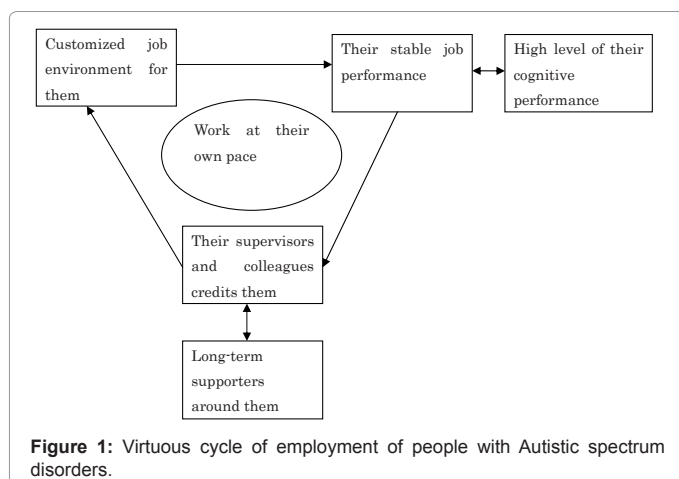 Customized job
environment for
them
Their stable job
performance
High level of their
cognitive
performance
Work at their
own pace
Their supervisors
and colleagues
credits them
Long-term
supporters
around them
Figure 1: Virtuous cycle of employment of people with Autistic spectrum
disorders.